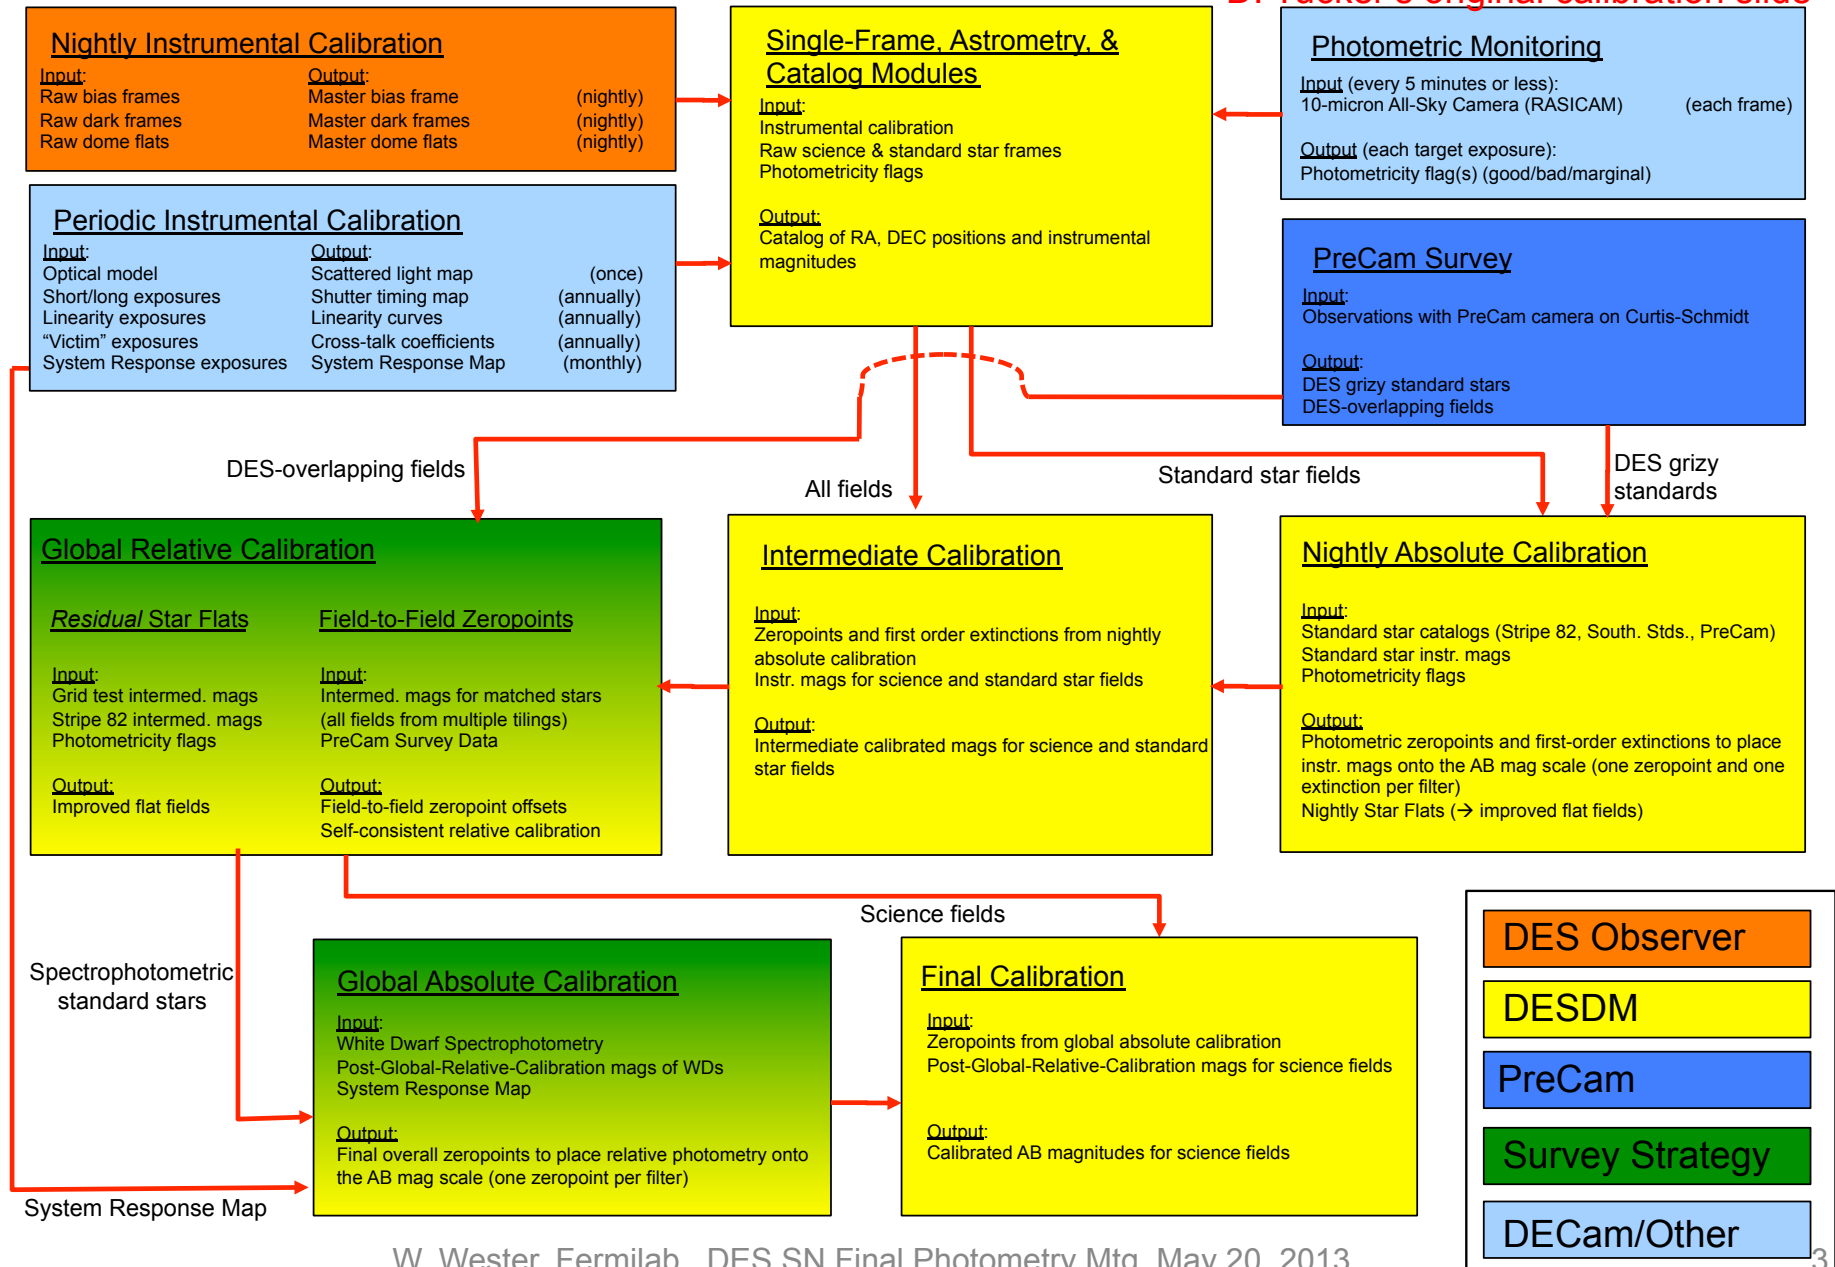 D. Tucker's original calibration slide
Nightly Instrumental Calibration
Input: Output:
Raw bias frames Master bias frame (nightly)
Raw dark frames Master dark frames (nightly)
Raw dome flats Master dome flats (nightly)
Periodic Instrumental Calibration
Input: Output:
Optical model Scattered light map (once)
Short/long exposures Shutter timing map (annually)
Linearity exposures Linearity curves (annually)
“Victim” exposures Cross-talk coefficients (annually)
System Response exposures System Response Map (monthly)
Single-Frame, Astrometry, &
Catalog Modules
Input:
Instrumental calibration
Raw science & standard star frames
Photometricity flags
Output:
Catalog of RA, DEC positions and instrumental
magnitudes
Photometric Monitoring
Input (every 5 minutes or less):
10-micron All-Sky Camera (RASICAM) (each frame)
Output (each target exposure):
Photometricity flag(s) (good/bad/marginal)
PreCam Survey
Input:
Observations with PreCam camera on Curtis-Schmidt
Output:
DES grizy standard stars
DES-overlapping fields
DES-overlapping fields
All fields
Standard star fields
DES grizy
standards
Global Relative Calibration
Residual Star Flats
Input:
Grid test intermed. mags
Stripe 82 intermed. mags
Photometricity flags
Output:
Improved flat fields
Field-to-Field Zeropoints
Input:
Intermed. mags for matched stars
(all fields from multiple tilings)
PreCam Survey Data
Output:
Field-to-field zeropoint offsets
Self-consistent relative calibration
Intermediate Calibration
Input:
Zeropoints and first order extinctions from nightly
absolute calibration
Instr. mags for science and standard star fields
Output:
Intermediate calibrated mags for science and standard
star fields
Nightly Absolute Calibration
Input:
Standard star catalogs (Stripe 82, South. Stds., PreCam)
Standard star instr. mags
Photometricity flags
Output:
Photometric zeropoints and first-order extinctions to place
instr. mags onto the AB mag scale (one zeropoint and one
extinction per filter)
Nightly Star Flats (→ improved flat fields)
Science fields
Spectrophotometric
standard stars
System Response Map
Global Absolute Calibration
Input:
White Dwarf Spectrophotometry
Post-Global-Relative-Calibration mags of WDs
System Response Map
Output:
Final overall zeropoints to place relative photometry onto
the AB mag scale (one zeropoint per filter)
Final Calibration
Input:
Zeropoints from global absolute calibration
Post-Global-Relative-Calibration mags for science fields
Output:
Calibrated AB magnitudes for science fields
DES Observer
DESDM
PreCam
Survey Strategy
DECam/Other
W. Wester, Fermilab, DES SN Final Photometry Mtg, May 20, 2013
3